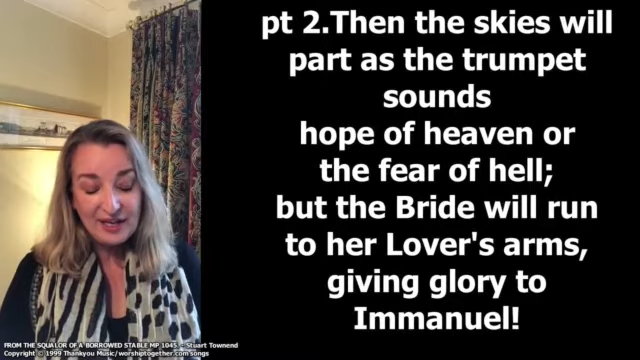 pt 2.Then the skies will
part as the trumpet
sounds
hope of heaven or
the fear of hell;
but the Bride will run
to her Lover's arms,
giving glory to
Immanuel!
FROM THE SQUALOR OF A BORROWED STABLE MP 1045. - Stuart Townend
Copyright © 1999 Thankyou Music/worshiptogether.com songs